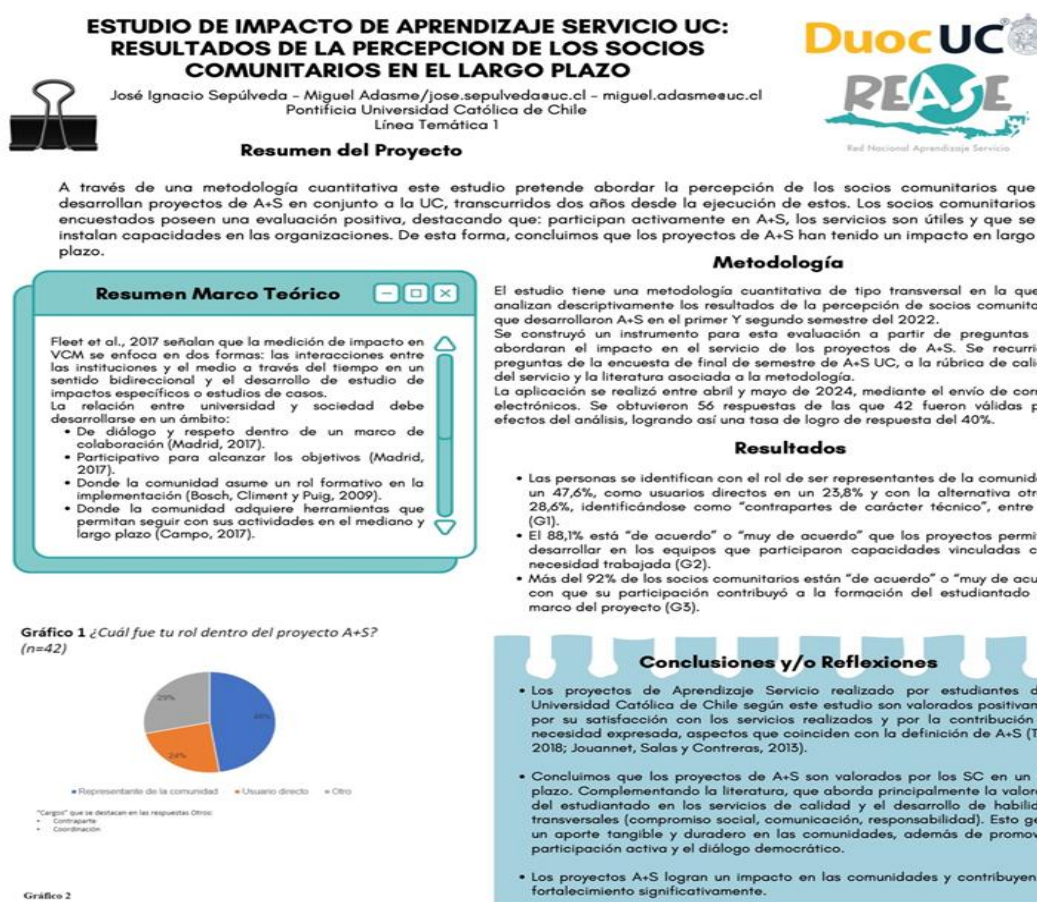 ESTUDIO DE IMPACTO DE APRENDIZAJE SERVICIO UC:
RESULTADOS DE LA PERCEPCION DE LOS SOCIOS
COMUNITARIOS EN EL LARGO PLAZO
DuocUC
REASE
Red Nacional Aprendizaje Servicio
José Ignacio Sepúlveda – Miguel Adasme/jose.sepulveda@uc.cl – miguel.adasme@uc.cl
Pontificia Universidad Católica de Chile
Línea Temática 1
Resumen del Proyecto
A través de una metodología cuantitativa este estudio pretende abordar la percepción de los socios comunitarios que
desarrollan proyectos de A+S en conjunto a la UC, transcurridos dos años desde la ejecución de estos. Los socios comunitarios
encuestados poseen una evaluación positiva, destacando que: participan activamente en A+S, los servicios son útiles y que se
instalan capacidades en las organizaciones. De esta forma, concluimos que los proyectos de A+S han tenido un impacto en largo
plazo.
Resumen Marco Teórico
Fleet et al., 2017 señalan que la medición de impacto en
VCM se enfoca en dos formas: las interacciones entre
las instituciones y el medio a través del tiempo en un
sentido bidireccional y el desarrollo de estudio de
impactos específicos o estudios de casos.
La relación entre universidad y sociedad debe
desarrollarse en un ámbito:
• De diálogo y respeto dentro de un marco de
colaboración (Madrid, 2017).
• Participativo para alcanzar los objetivos (Madrid,
2017).
• Donde la comunidad asume un rol formativo en la
implementación (Bosch, Climent y Puig, 2009).
• Donde la comunidad adquiere herramientas que
permitan seguir con sus actividades en el mediano y
largo plazo (Campo, 2017).
Gráfico 1 ¿Cuál fue tu rol dentro del proyecto A+S?
(n=42)
29%
48%
24%
Representante de la comunidad Usuario directo Otro
"Cargos" que se destacan en las respuestas Otros:
• Contraparte
• Coordinación
Gráfico 2
Metodología
El estudio tiene una metodología cuantitativa de tipo transversal en la que
analizan descriptivamente los resultados de la percepción de socios
que desarrollaron A+S en el primer Y segundo semestre del 2022.
Se construyó un instrumento para esta evaluación a partir de preguntas
abordaran el impacto en el servicio de los proyectos de A+S. Se
preguntas de la encuesta de final de semestre de A+S UC, a la rúbrica de
del servicio y la literatura asociada a la metodología.
La aplicación se realizó entre abril y mayo de 2024, mediante el envío de
electrónicos. Se obtuvieron 56 respuestas de las que 42 fueron válidas
efectos del análisis, logrando así una tasa de logro de respuesta del 40%.
Resultados
• Las personas se identifican con el rol de ser representantes de la
un 47,6%, como usuarios directos en un 23,8% y con la alternativa
28,6%, identificándose como "contrapartes de carácter técnico", entre
(G1).
• El 88,1% está "de acuerdo" o "muy de acuerdo" que los proyectos
desarrollar en los equipos que participaron capacidades vinculadas
necesidad trabajada (G2).
• Más del 92% de los socios comunitarios están "de acuerdo" o "muy de
con que su participación contribuyó a la formación del estudiantado
marco del proyecto (G3).
Conclusiones y/o Reflexiones
• Los proyectos de Aprendizaje Servicio realizado por estudiantes
Universidad Católica de Chile según este estudio son valorados
por su satisfacción con los servicios realizados y por la contribución
necesidad expresada, aspectos que coinciden con la definición de A+S
2018; Jouannet, Salas y Contreras, 2013).
• Concluimos que los proyectos de A+S son valorados por los SC en un
plazo. Complementando la literatura, que aborda principalmente la
del estudiantado en los servicios de calidad y el desarrollo de
transversales (compromiso social, comunicación, responsabilidad). Esto
un aporte tangible y duradero en las comunidades, además de
participación activa y el diálogo democrático.
• Los proyectos A+S logran un impacto en las comunidades y contribuyen
fortalecimiento significativamente.